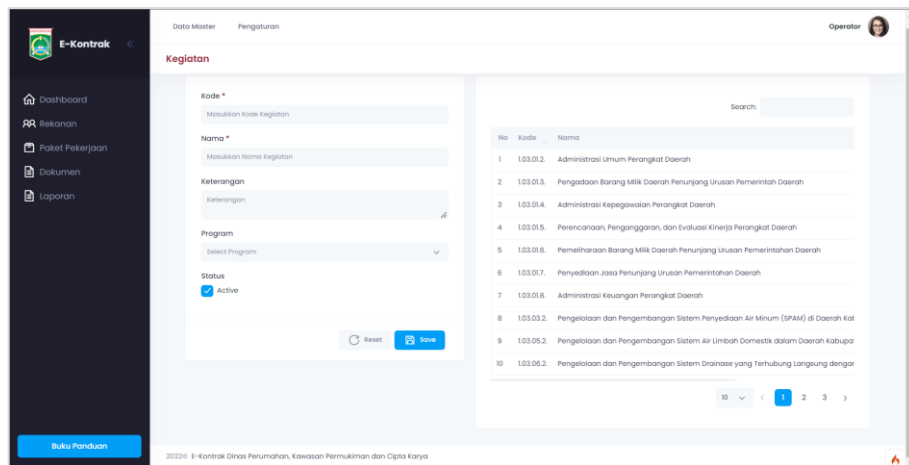 E-Kontrak
Data Master Pengaturan
Operator
Kegiatan
Dashboard
Rekanan
Paket Pekerjaan
Dokumen
Laporan
Buku Panduan
Kode *
Masukkan Kode Kegiatan
Nama *
Masukkan Nama Kegiatan
Keterangan
Keterangan
Program
Select Program
Status
Active
Reset Save
Search:
No Kode Nama
1 1.03.01.2. Administrasi Umum Perangkat Daerah
2 1.03.01.3. Pengadaan Barang Milik Daerah Penunjang Urusan Pemerintah Daerah
3 1.03.01.4. Administrasi Kepegawaian Perangkat Daerah
4 1.03.01.5. Perencanaan, Penganggaran, dan Evaluasi Kinerja Perangkat Daerah
5 1.03.01.6. Pemeliharaan Barang Milik Daerah Penunjang Urusan Pemerintahan Daerah
6 1.03.01.7. Penyediaan Jasa Penunjang Urusan Pemerintahan Daerah
7 1.03.01.8. Administrasi Keuangan Perangkat Daerah
8 1.03.03.2. Pengelolaan dan Pengembangan Sistem Penyediaan Air Minum (SPAM) di Daerah Kal
9 1.03.05.2. Pengelolaan dan Pengembangan Sistem Air Limbah Domestik dalam Daerah Kabupa
10 1.03.06.2. Pengelolaan dan Pengembangan Sistem Drainase yang Terhubung Langsung dengar
10 1 2 3
2022© E-Kontrak Dinas Perumahan, Kawasan Permukiman dan Cipta Karya